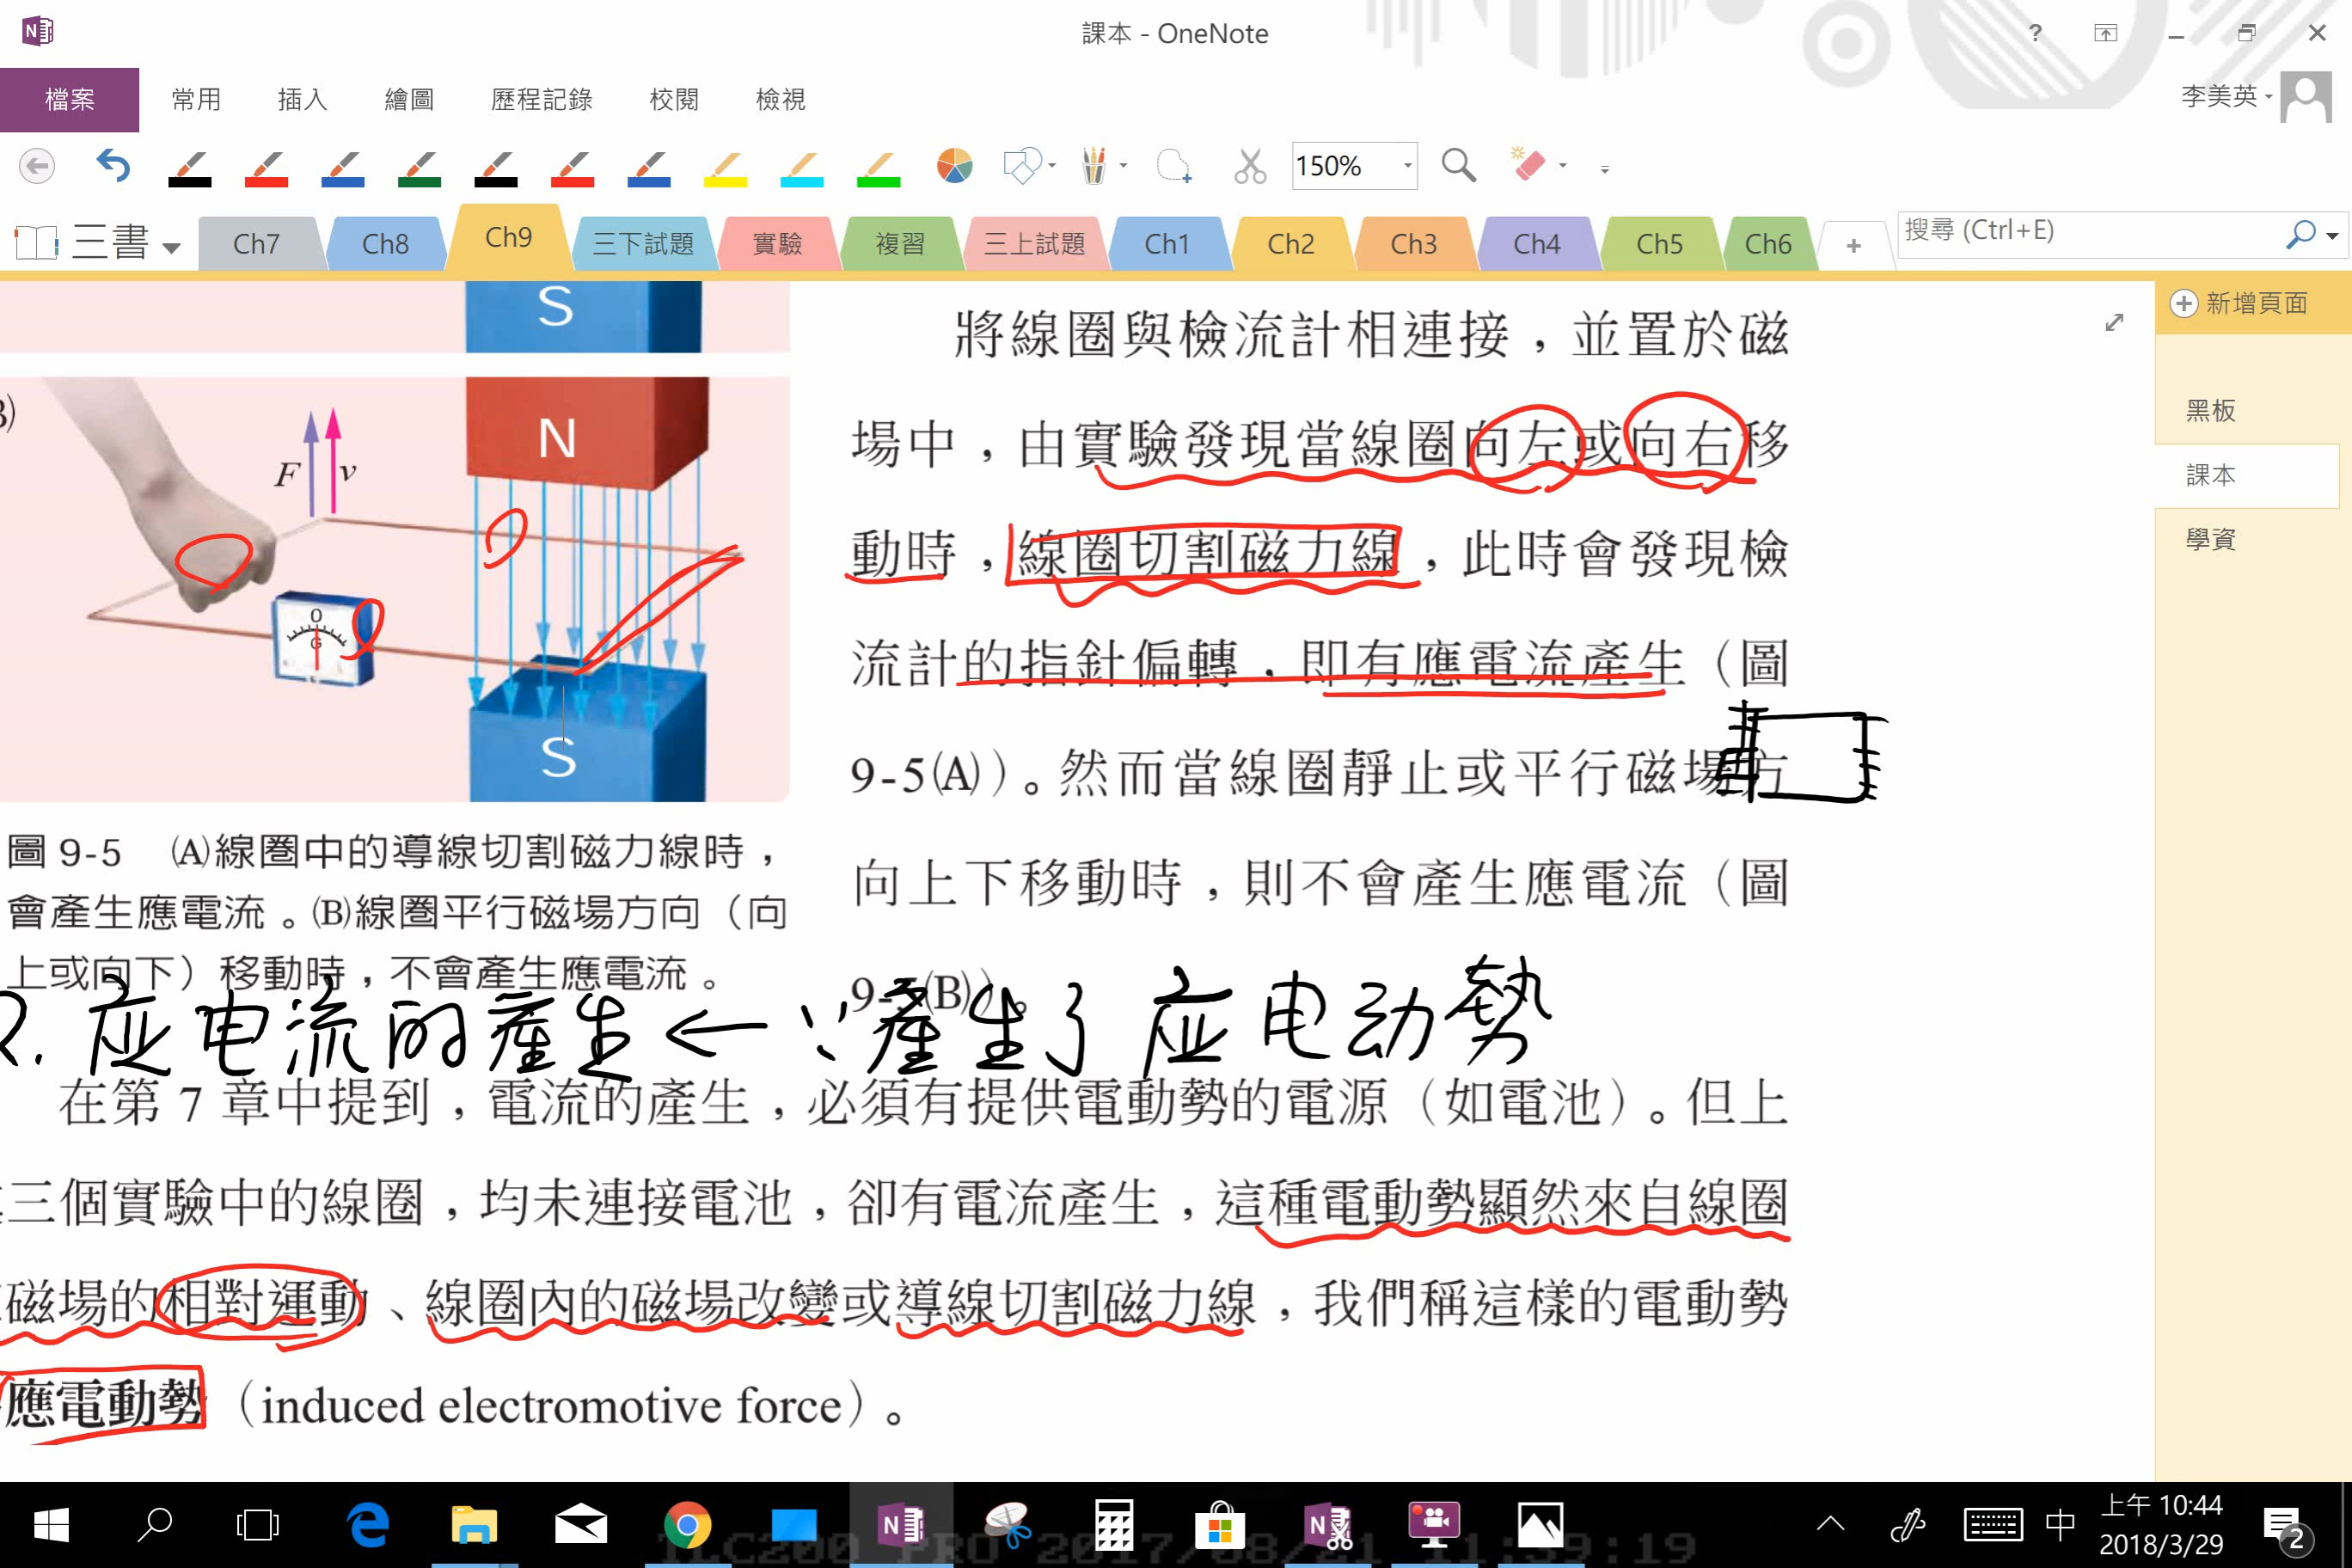 課本 - OneNote
檔案 常用 插入 繪圖 歷程記錄 校閱 檢視
李美英
150%
三書 Ch7 Ch8 Ch9 三下試題 實驗 複習 三上試題 Ch1 Ch2 Ch3 Ch4 Ch5 Ch6 +
搜尋 (Ctrl+E)
新增頁面
黑板
課本
學資
S
N
F v
0
G
S
圖 9-5 (A)線圈中的導線切割磁力線時，
會產生應電流。(B)線圈平行磁場方向（向
上或向下）移動時，不會產生應電流。
將線圈與檢流計相連接，並置於磁
場中，由實驗發現當線圈向左或向右移
動時，線圈切割磁力線，此時會發現檢
流計的指針偏轉，即有應電流產生（圖
9-5(A)）。然而當線圈靜止或平行磁場方
向上下移動時，則不會產生應電流（圖
9-5(B)）。
2. 应电流的產生 ← ∵產生了应电动勢
在第 7 章中提到，電流的產生，必須有提供電動勢的電源（如電池）。但上
三個實驗中的線圈，均未連接電池，卻有電流產生，這種電動勢顯然來自線圈
磁場的相對運動、線圈內的磁場改變或導線切割磁力線，我們稱這樣的電動勢
應電動勢（induced electromotive force）。
中
上午 10:44
2018/3/29
2
TLC200 PRO 2017/08/21 11:39:19